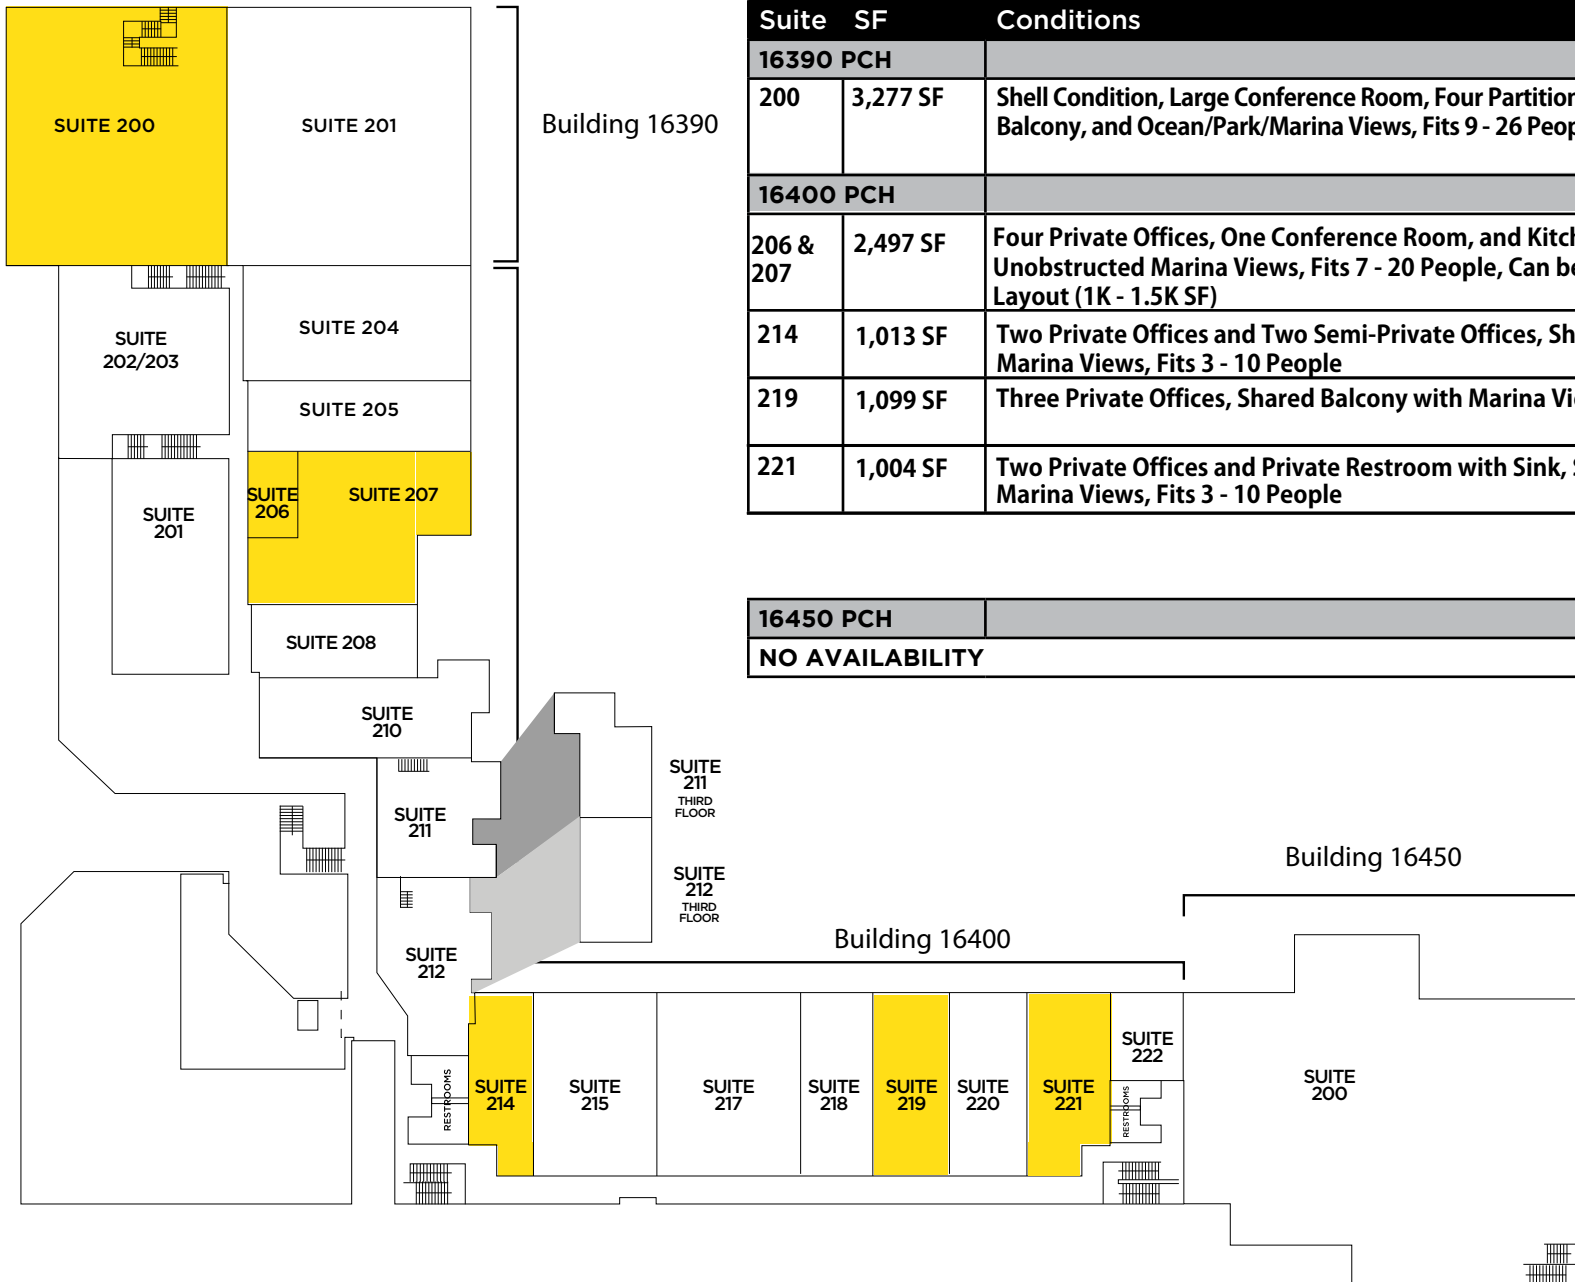 Suite SF Conditions
16390 PCH
200 3,277 SF Shell Condition, Large Conference Room, Four Partition
Balcony, and Ocean/Park/Marina Views, Fits 9 - 26 Peop
16400 PCH
206 & 207 2,497 SF Four Private Offices, One Conference Room, and Kitch
Unobstructed Marina Views, Fits 7 - 20 People, Can be
Layout (1K - 1.5K SF)
214 1,013 SF Two Private Offices and Two Semi-Private Offices, Sh
Marina Views, Fits 3 - 10 People
219 1,099 SF Three Private Offices, Shared Balcony with Marina Vi
221 1,004 SF Two Private Offices and Private Restroom with Sink, S
Marina Views, Fits 3 - 10 People
16450 PCH
NO AVAILABILITY
SUITE 200
SUITE 201
Building 16390
SUITE
202/203
SUITE 204
SUITE 205
SUITE
206
SUITE 207
SUITE
201
SUITE 208
SUITE
210
SUITE
211
SUITE
211
THIRD
FLOOR
SUITE
212
THIRD
FLOOR
SUITE
212
Building 16400
Building 16450
RESTROOMS
SUITE
214
SUITE
215
SUITE
217
SUITE
218
SUITE
219
SUITE
220
SUITE
221
SUITE
222
RESTROOMS
SUITE
200